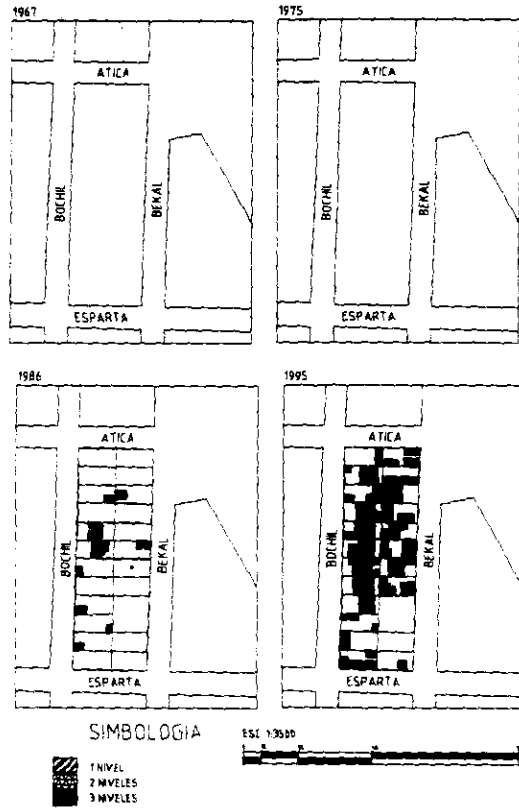 1967
ATICA
BOCHIL
BEKAL
ESPARTA
1975
ATICA
BOCHIL
BEKAL
ESPARTA
1986
ATICA
BOCHIL
BEKAL
ESPARTA
1995
ATICA
BOCHIL
BEKAL
ESPARTA
SIMBOLOGIA
1 NIVEL
2 NIVELES
3 NIVELES
ESC 1:3500